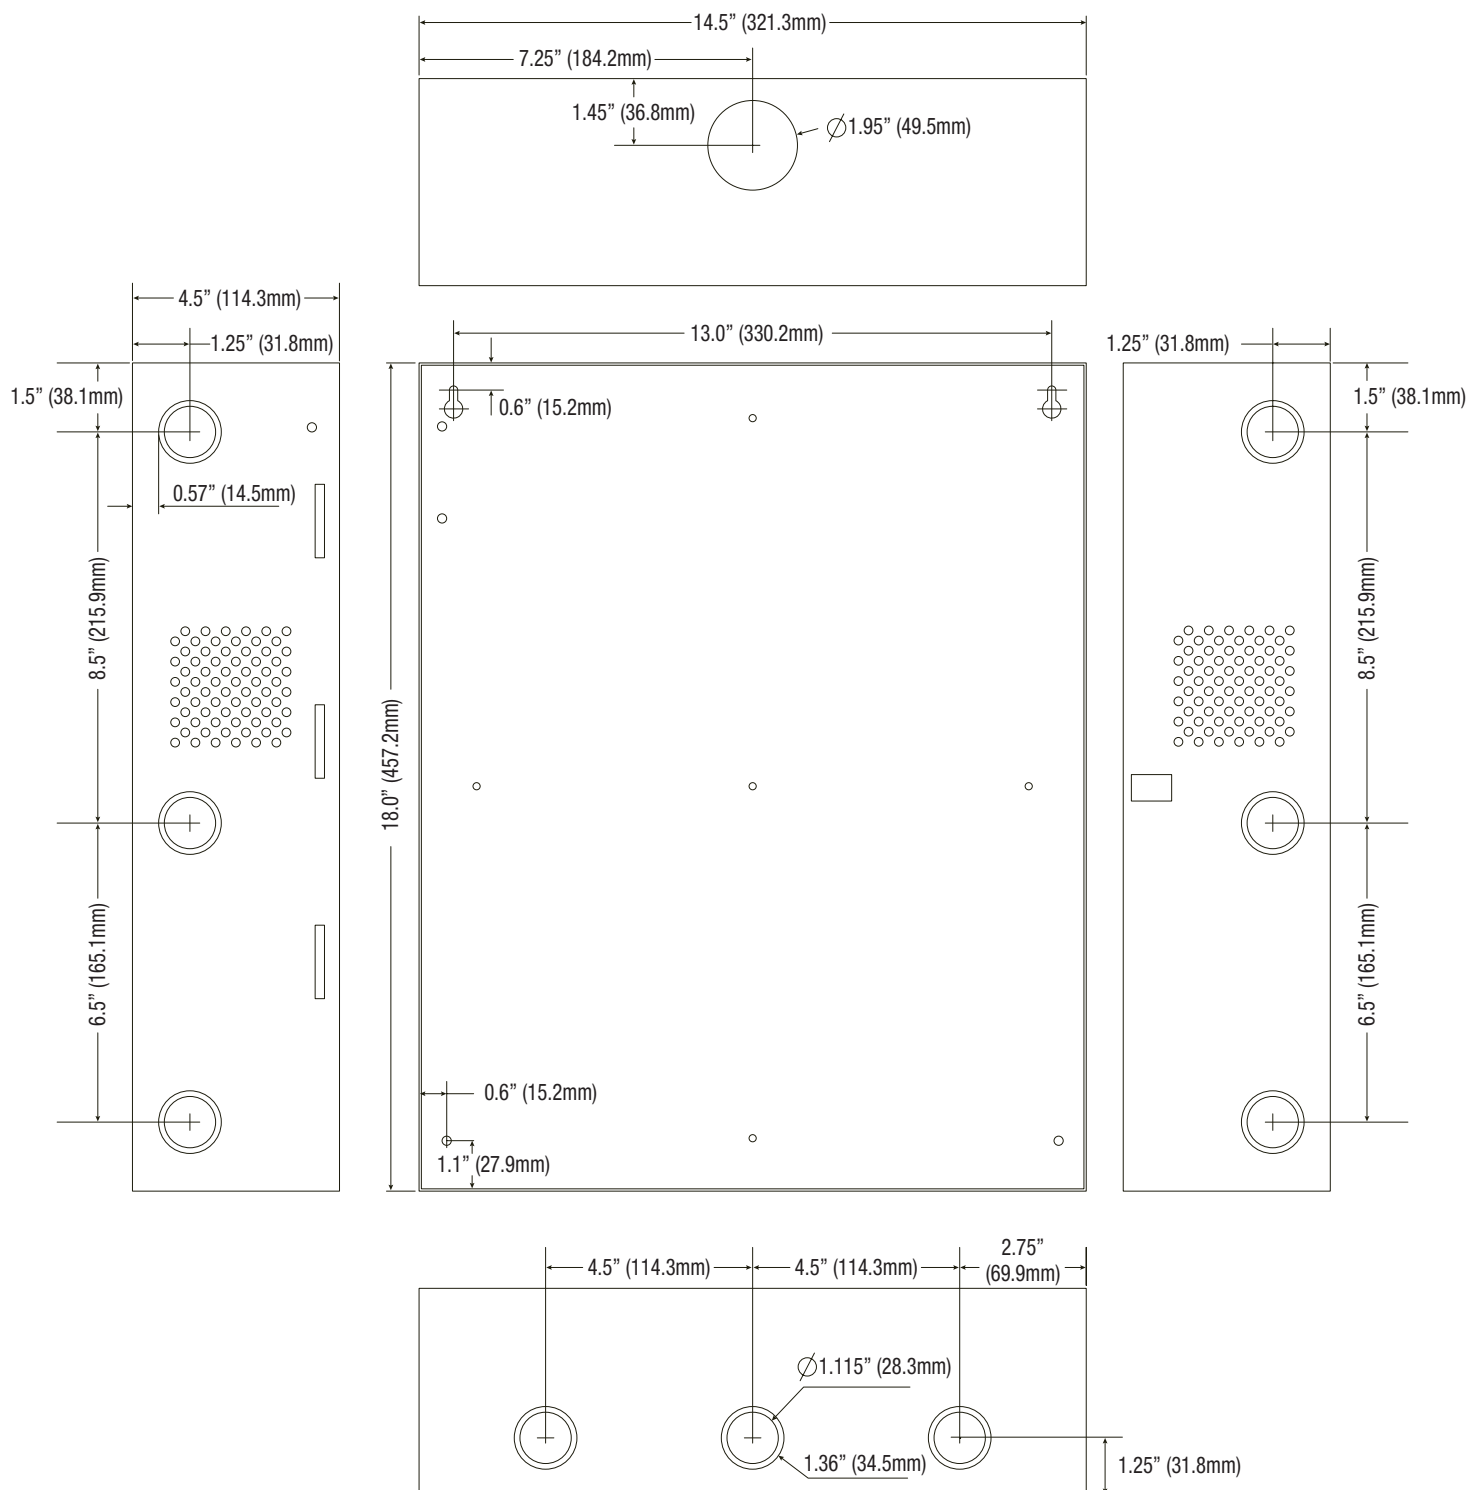 14.5” (321.3mm)
7.25” (184.2mm)
1.45” (36.8mm)
1.95” (49.5mm)
4.5” (114.3mm)
13.0” (330.2mm)
1.25” (31.8mm)
1.25” (31.8mm)
1.5” (38.1mm)
0.6” (15.2mm)
1.5” (38.1mm)
0.57” (14.5mm)
8.5” (215.9mm)
18.0” (457.2mm)
8.5” (215.9mm)
6.5” (165.1mm)
6.5” (165.1mm)
0.6” (15.2mm)
1.1” (27.9mm)
4.5” (114.3mm)
4.5” (114.3mm)
2.75”
(69.9mm)
1.115” (28.3mm)
1.36” (34.5mm)
1.25” (31.8mm)